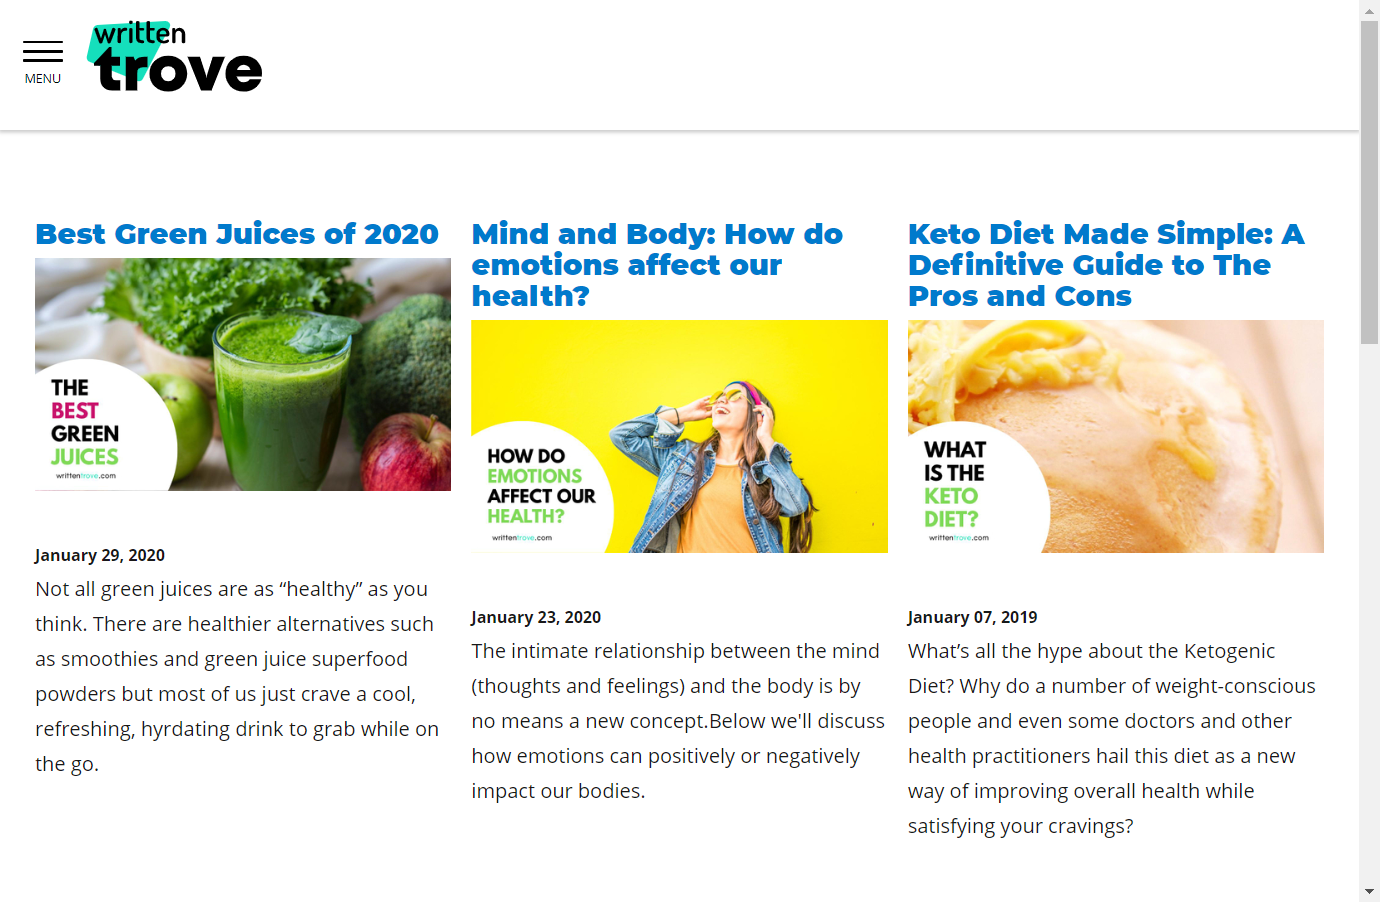 written
trove
MENU
Best Green Juices of 2020
THE
BEST
GREEN
JUICES
writtentrove.com
January 29, 2020
Not all green juices are as “healthy” as you
think. There are healthier alternatives such
as smoothies and green juice superfood
powders but most of us just crave a cool,
refreshing, hyrdating drink to grab while on
the go.
Mind and Body: How do
emotions affect our
health?
HOW DO
EMOTIONS
AFFECT OUR
HEALTH?
writtentrove.com
January 23, 2020
The intimate relationship between the mind
(thoughts and feelings) and the body is by
no means a new concept.Below we'll discuss
how emotions can positively or negatively
impact our bodies.
Keto Diet Made Simple: A
Definitive Guide to The
Pros and Cons
WHAT
IS THE
KETO
DIET?
writtentrove.com
January 07, 2019
What’s all the hype about the Ketogenic
Diet? Why do a number of weight-conscious
people and even some doctors and other
health practitioners hail this diet as a new
way of improving overall health while
satisfying your cravings?